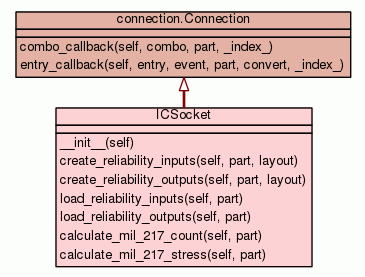 connection.Connection
combo_callback(self, combo, part, _index_)
entry_callback(self, entry, event, part, convert, _index_)
ICSocket
__init__(self)
create_reliability_inputs(self, part, layout)
create_reliability_outputs(self, part, layout)
load_reliability_inputs(self, part)
load_reliability_outputs(self, part)
calculate_mil_217_count(self, part)
calculate_mil_217_stress(self, part)